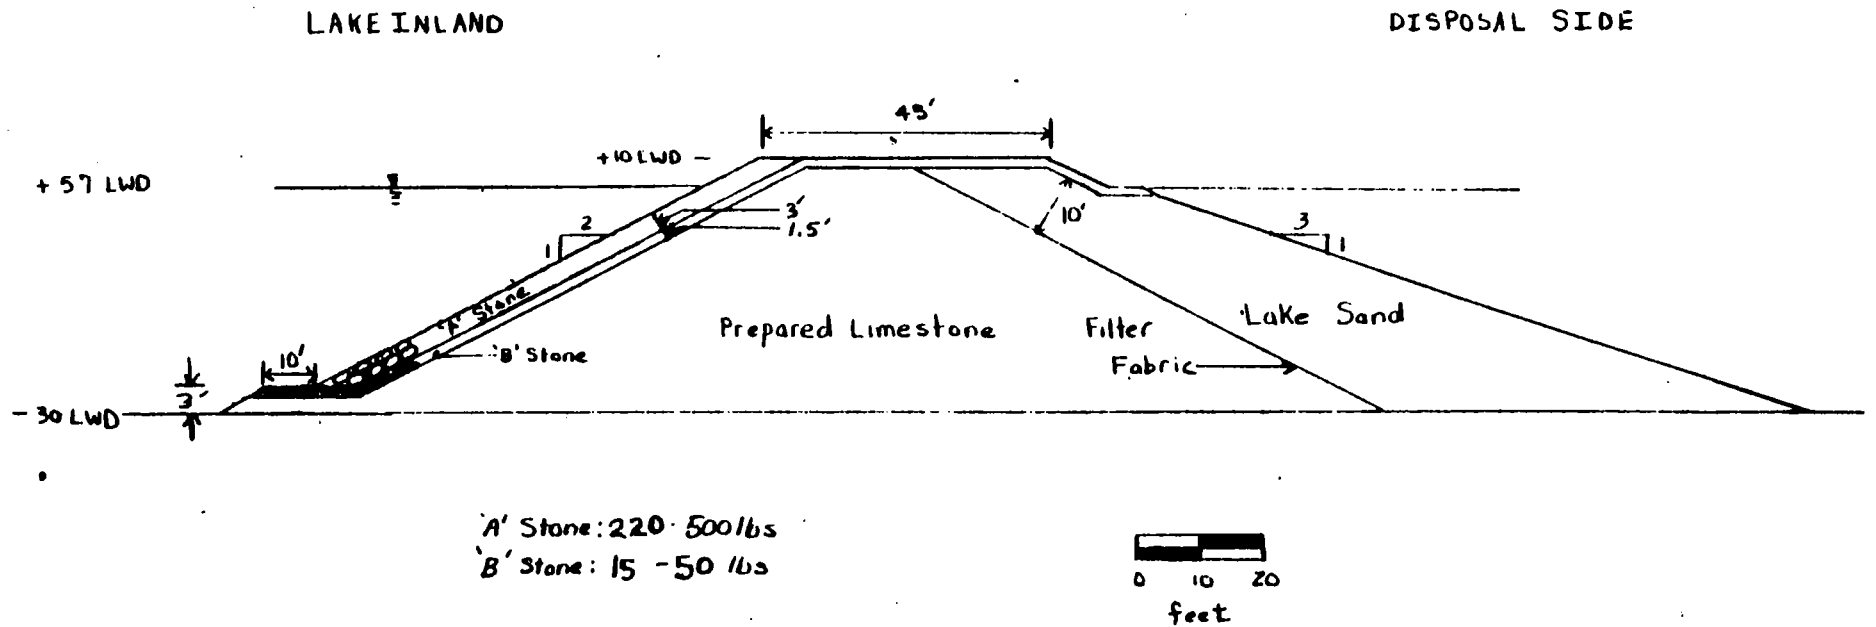 LAKE INLAND
DISPOSAL SIDE
45'
+10 LWD
+ 57 LWD
2
1
3'
1.5'
10'
3
1
'A' Stone
'B' Stone
Prepared Limestone
Filter
Fabric
Lake Sand
10'
3'
- 30 LWD
'A' Stone: 220 - 500 lbs
'B' Stone: 15 - 50 lbs
0 10 20
feet